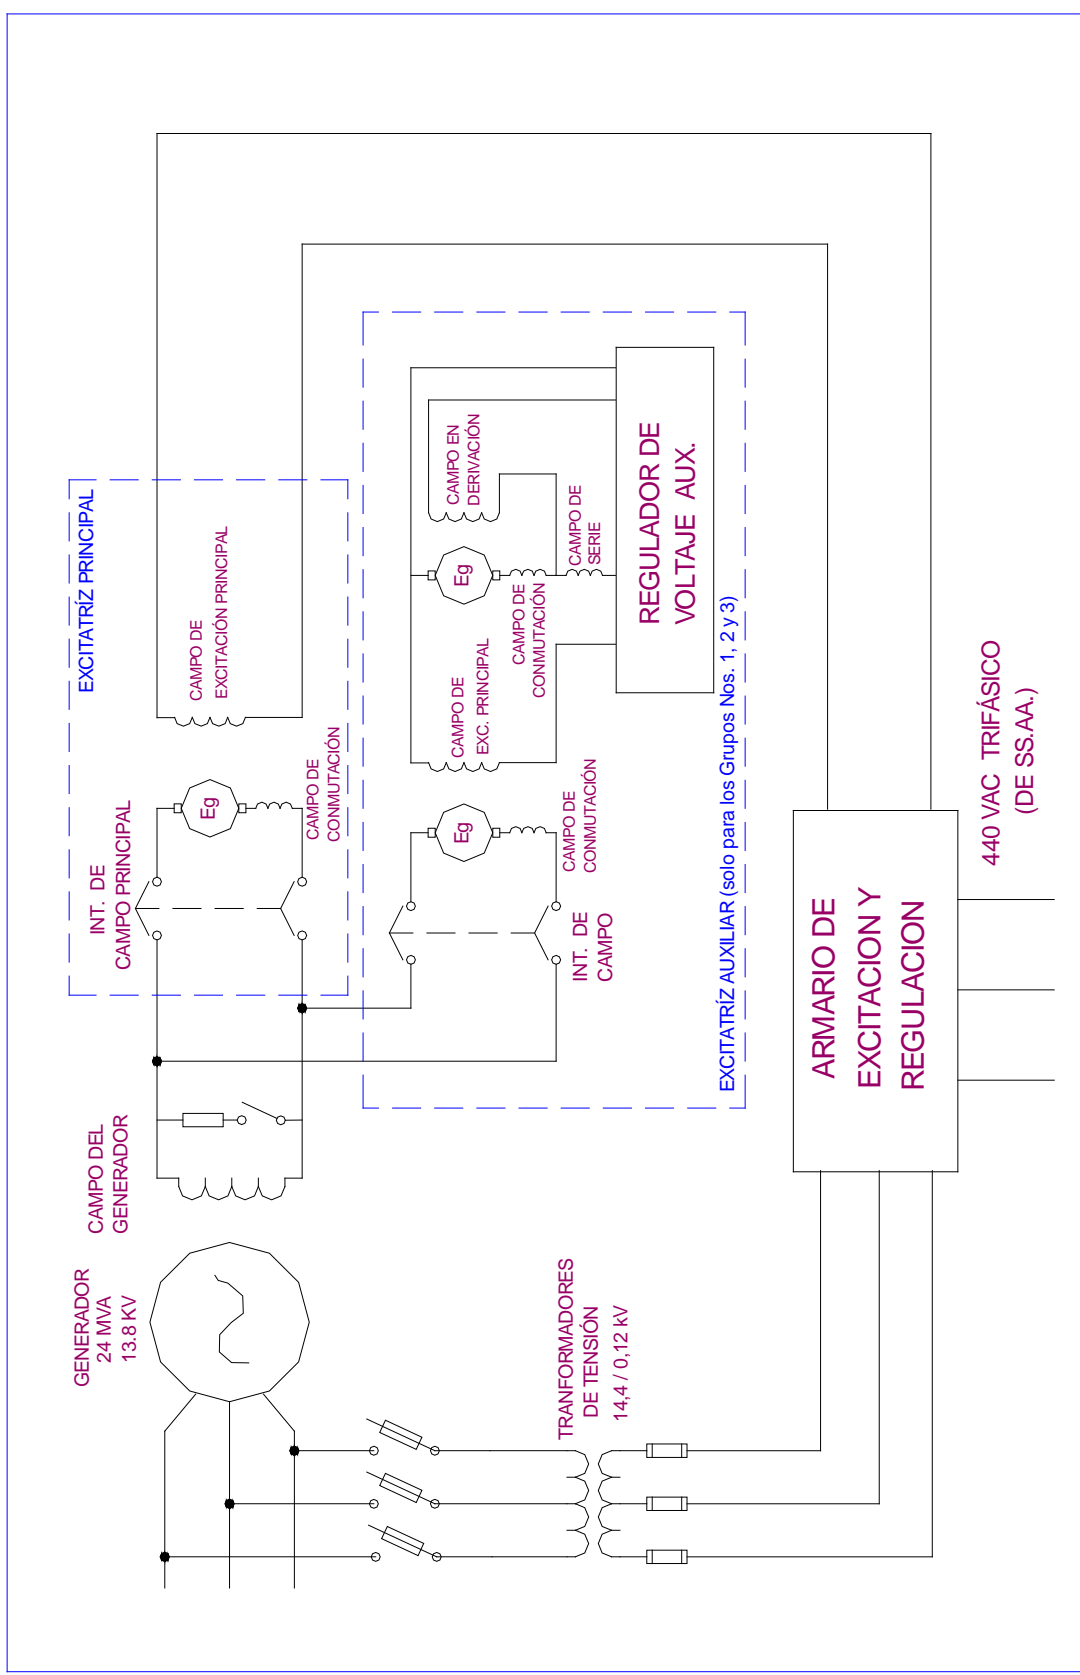 GENERADOR
24 MVA
13.8 KV
CAMPO DEL
GENERADOR
INT. DE
CAMPO PRINCIPAL
EXCITATRÍZ PRINCIPAL
Eg
CAMPO DE
CONMUTACIÓN
CAMPO DE
EXCITACIÓN PRINCIPAL
INT. DE
CAMPO
Eg
CAMPO DE
CONMUTACIÓN
CAMPO DE
EXC. PRINCIPAL
Eg
CAMPO DE
CONMUTACIÓN
CAMPO EN
DERIVACIÓN
CAMPO DE
SERIE
REGULADOR DE
VOLTAJE AUX.
EXCITATRÍZ AUXILIAR (solo para los Grupos Nos. 1, 2 y 3)
TRANFORMADORES
DE TENSIÓN
14,4 / 0,12 kV
ARMARIO DE
EXCITACION Y
REGULACION
440 VAC TRIFÁSICO
(DE SS.AA.)